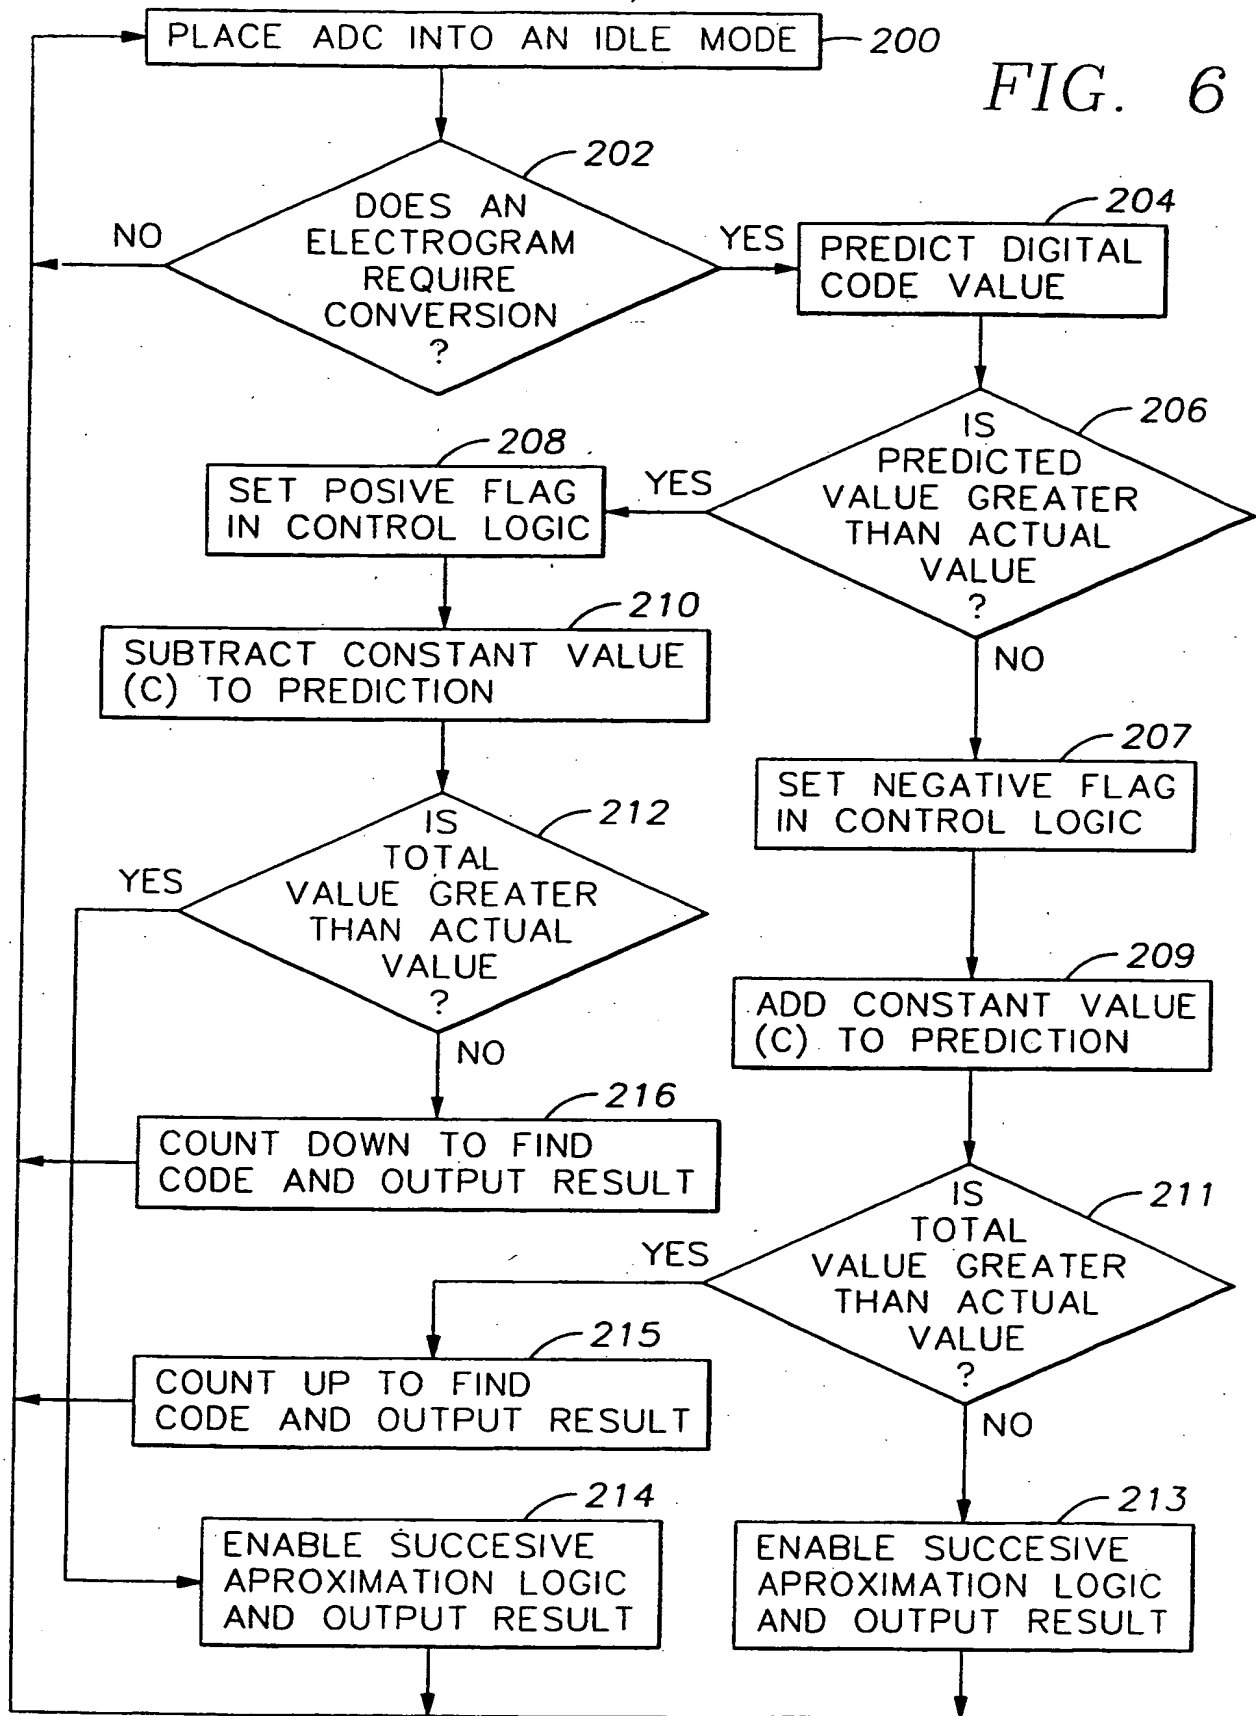 PLACE ADC INTO AN IDLE MODE
200
FIG. 6
202
DOES AN
ELECTROGRAM
REQUIRE
CONVERSION
?
NO
YES
204
PREDICT DIGITAL
CODE VALUE
206
IS
PREDICTED
VALUE GREATER
THAN ACTUAL
VALUE
?
YES
NO
208
SET POSIVE FLAG
IN CONTROL LOGIC
210
SUBTRACT CONSTANT VALUE
(C) TO PREDICTION
207
SET NEGATIVE FLAG
IN CONTROL LOGIC
212
IS
TOTAL
VALUE GREATER
THAN ACTUAL
VALUE
?
YES
NO
209
ADD CONSTANT VALUE
(C) TO PREDICTION
216
COUNT DOWN TO FIND
CODE AND OUTPUT RESULT
211
IS
TOTAL
VALUE GREATER
THAN ACTUAL
VALUE
?
YES
NO
215
COUNT UP TO FIND
CODE AND OUTPUT RESULT
214
ENABLE SUCCESIVE
APROXIMATION LOGIC
AND OUTPUT RESULT
213
ENABLE SUCCESIVE
APROXIMATION LOGIC
AND OUTPUT RESULT